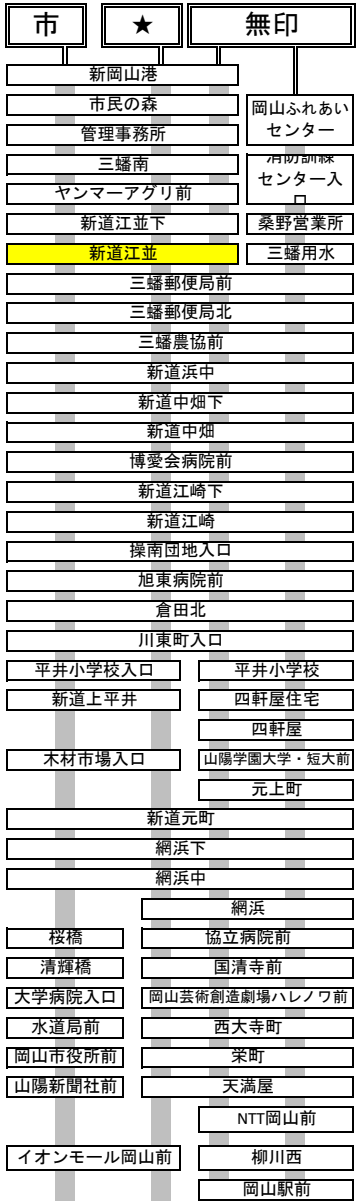 市 ★ 無印
新岡山港
市民の森
岡山ふれあい
センター
管理事務所
三蟠南
消防訓練
センター入
口
ヤンマーアグリ前
新道江並下 桑野営業所
新道江並 三蟠用水
三蟠郵便局前
三蟠郵便局北
三蟠農協前
新道浜中
新道中畑下
新道中畑
博愛会病院前
新道江崎下
新道江崎
操南団地入口
旭東病院前
倉田北
川東町入口
平井小学校入口 平井小学校
新道上平井 四軒屋住宅
四軒屋
木材市場入口 山陽学園大学・短大前
元上町
新道元町
網浜下
網浜中
網浜
桜橋 協立病院前
清輝橋 国清寺前
大学病院入口 岡山芸術創造劇場ハレノワ前
水道局前 西大寺町
岡山市役所前 栄町
山陽新聞社前 天満屋
NTT岡山前
イオンモール岡山前 柳川西
岡山駅前